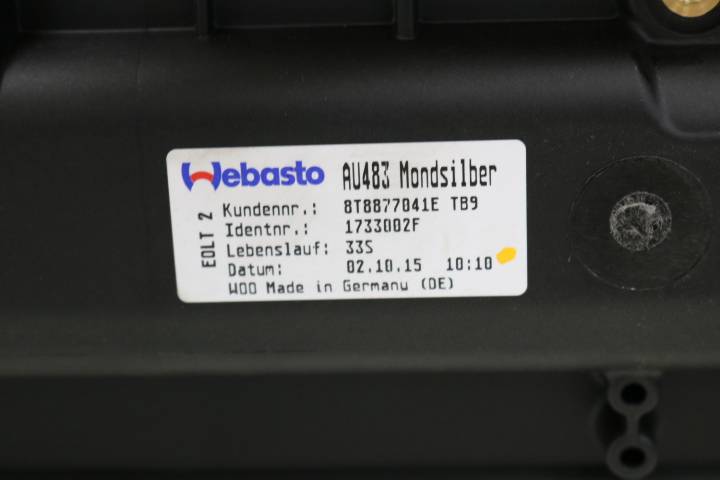 Webasto AU483 Mondsilber
EOLT 2
Kundennr.: 8T8877041E TB9
Identnr.: 1733002F
Lebenslauf: 33S
Datum: 02.10.15 10:10
WOO Made in Germany (DE)